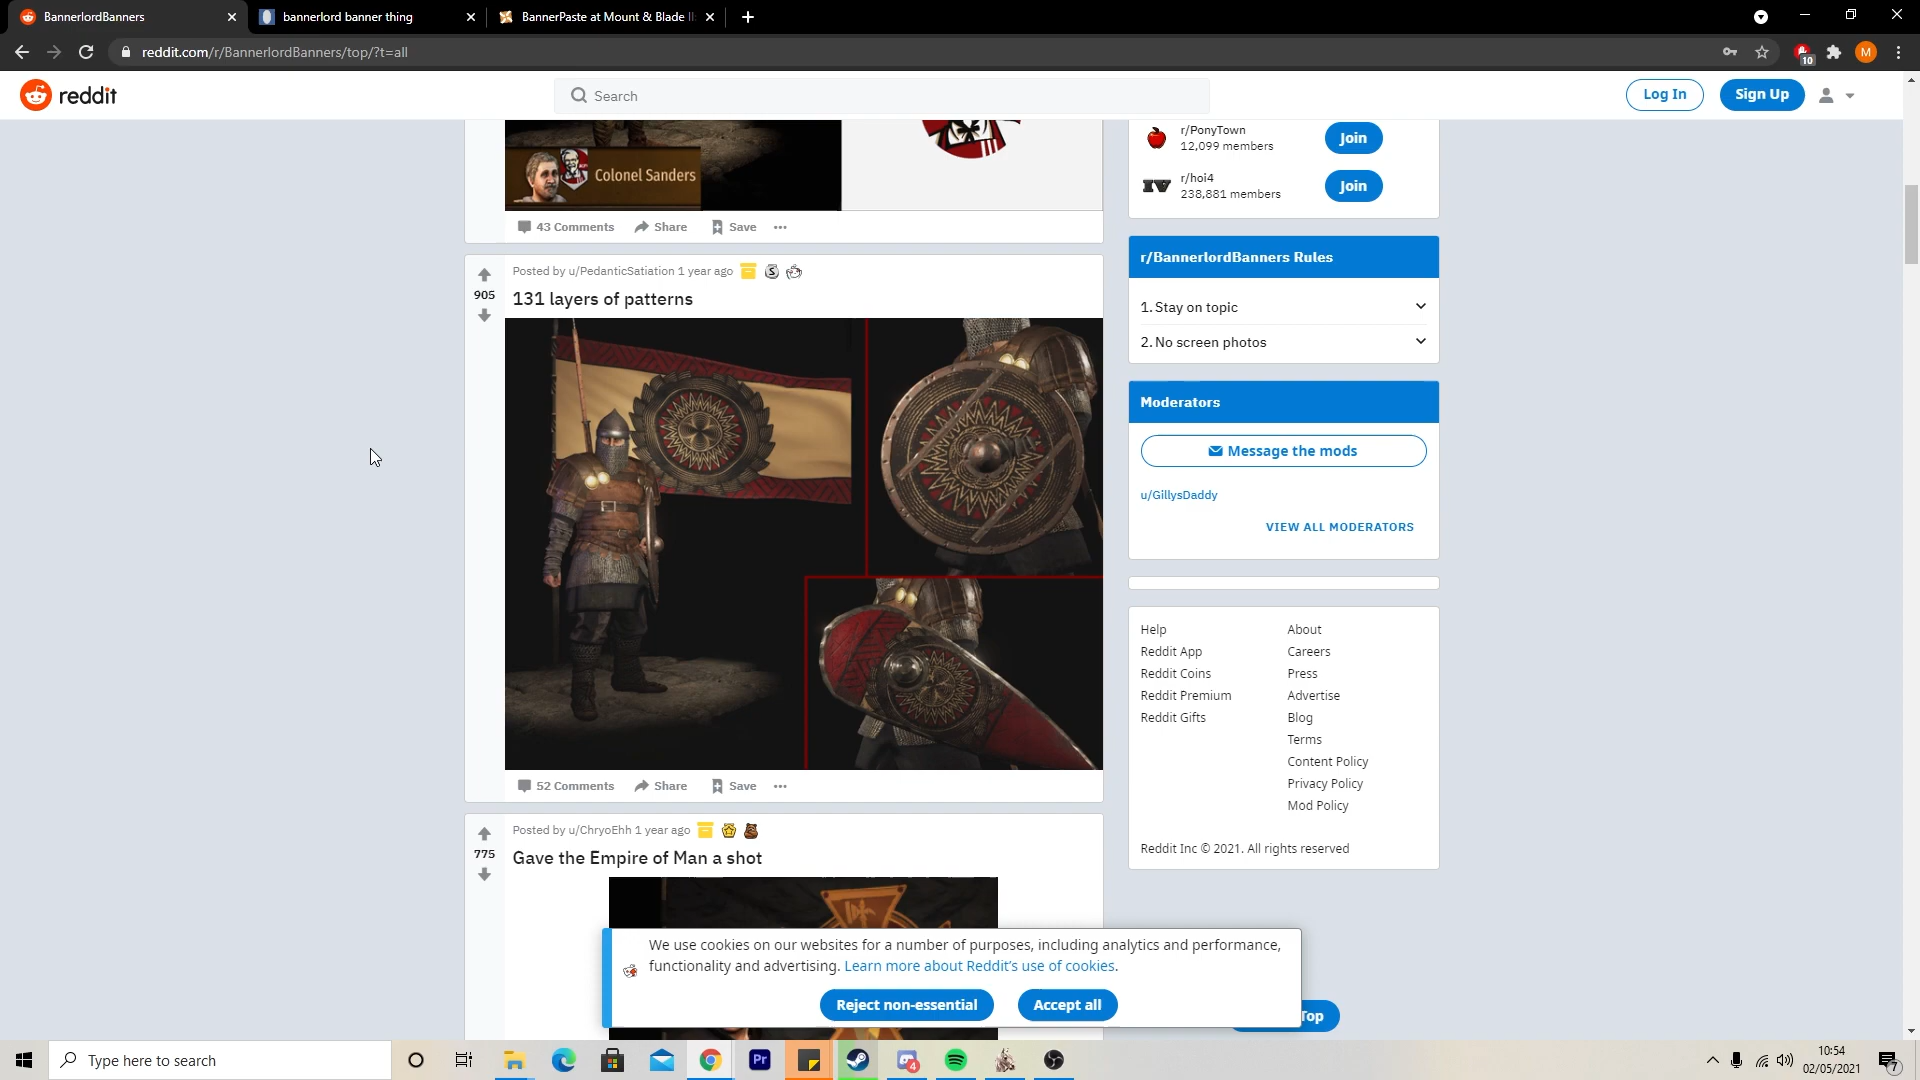 BannerlordBanners
bannerlord banner thing
BannerPaste at Mount & Blade II
reddit.com/r/BannerlordBanners/top/?t=all
M
10
reddit
Search
Log In
Sign Up
Colonel Sanders
43 Comments
Share
Save
Posted by u/PedanticSatiation 1 year ago
905
131 layers of patterns
52 Comments
Share
Save
Posted by u/ChryoEhh 1 year ago
775
Gave the Empire of Man a shot
r/PonyTown
12,099 members
Join
IV
r/hoi4
238,881 members
Join
r/BannerlordBanners Rules
1. Stay on topic
2. No screen photos
Moderators
Message the mods
u/GillysDaddy
VIEW ALL MODERATORS
Help
Reddit App
Reddit Coins
Reddit Premium
Reddit Gifts
About
Careers
Press
Advertise
Blog
Terms
Content Policy
Privacy Policy
Mod Policy
Reddit Inc © 2021. All rights reserved
We use cookies on our websites for a number of purposes, including analytics and performance,
functionality and advertising. Learn more about Reddit's use of cookies.
Reject non-essential
Accept all
Top
Type here to search
Pr
4
10:54
02/05/2021
7